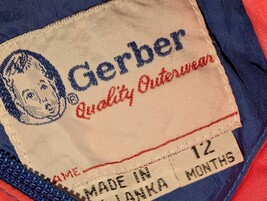 Gerber
®
Quality Outerwear
AME
MADE IN
LANKA
12
MONTHS